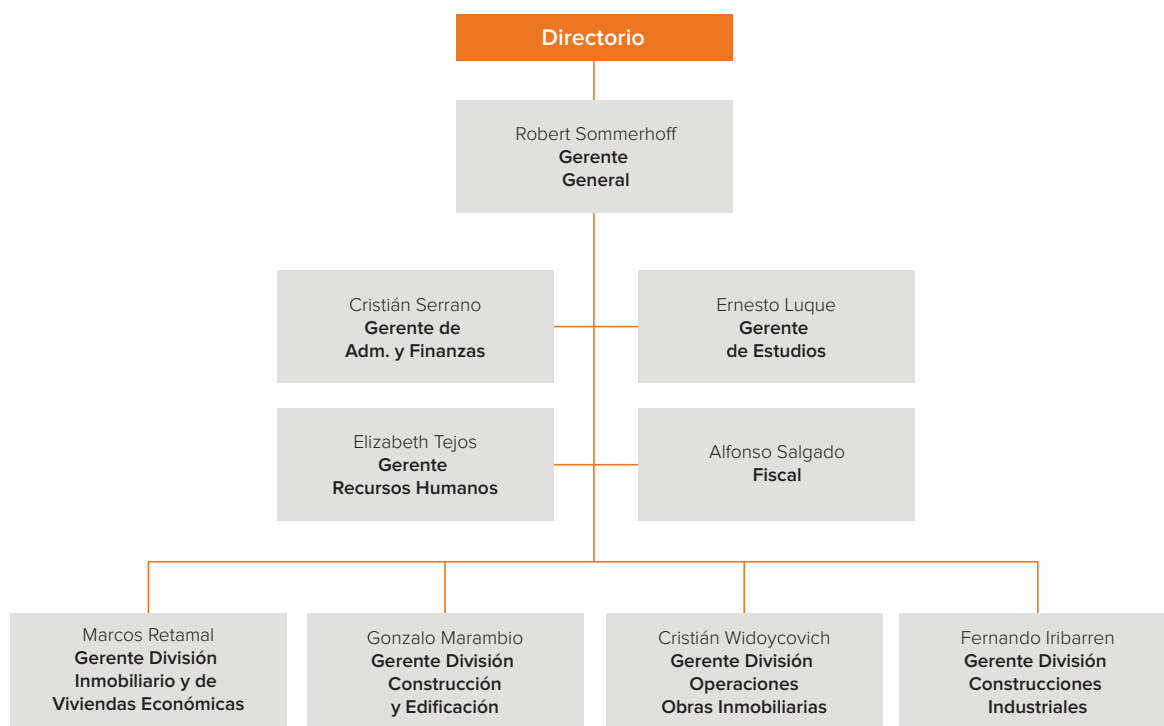 Directorio
Robert Sommerhoff
Gerente
General
Cristián Serrano
Gerente de
Adm. y Finanzas
Ernesto Luque
Gerente
de Estudios
Elizabeth Tejos
Gerente
Recursos Humanos
Alfonso Salgado
Fiscal
Marcos Retamal
Gerente División
Inmobiliario y de
Viviendas Económicas
Gonzalo Marambio
Gerente División
Construcción
y Edificación
Cristián Widoycovich
Gerente División
Operaciones
Obras Inmobiliarias
Fernando Iribarren
Gerente División
Construcciones
Industriales